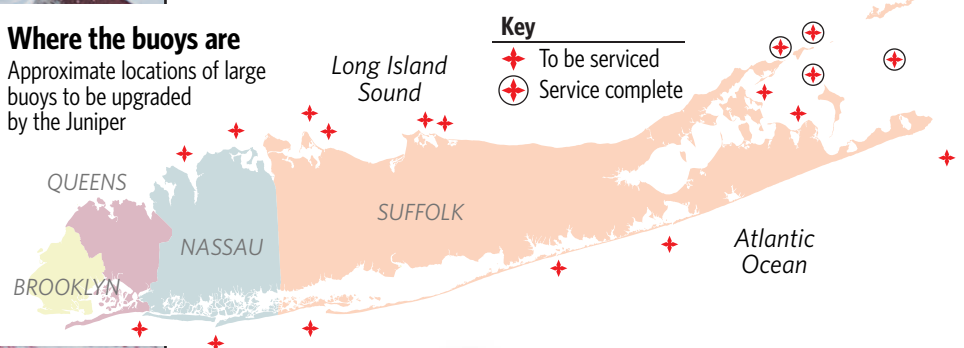 Where the buoys are
Approximate locations of large
buoys to be upgraded
by the Juniper
Key
To be serviced
Service complete
Long Island
Sound
QUEENS
NASSAU
SUFFOLK
BROOKLYN
Atlantic
Ocean